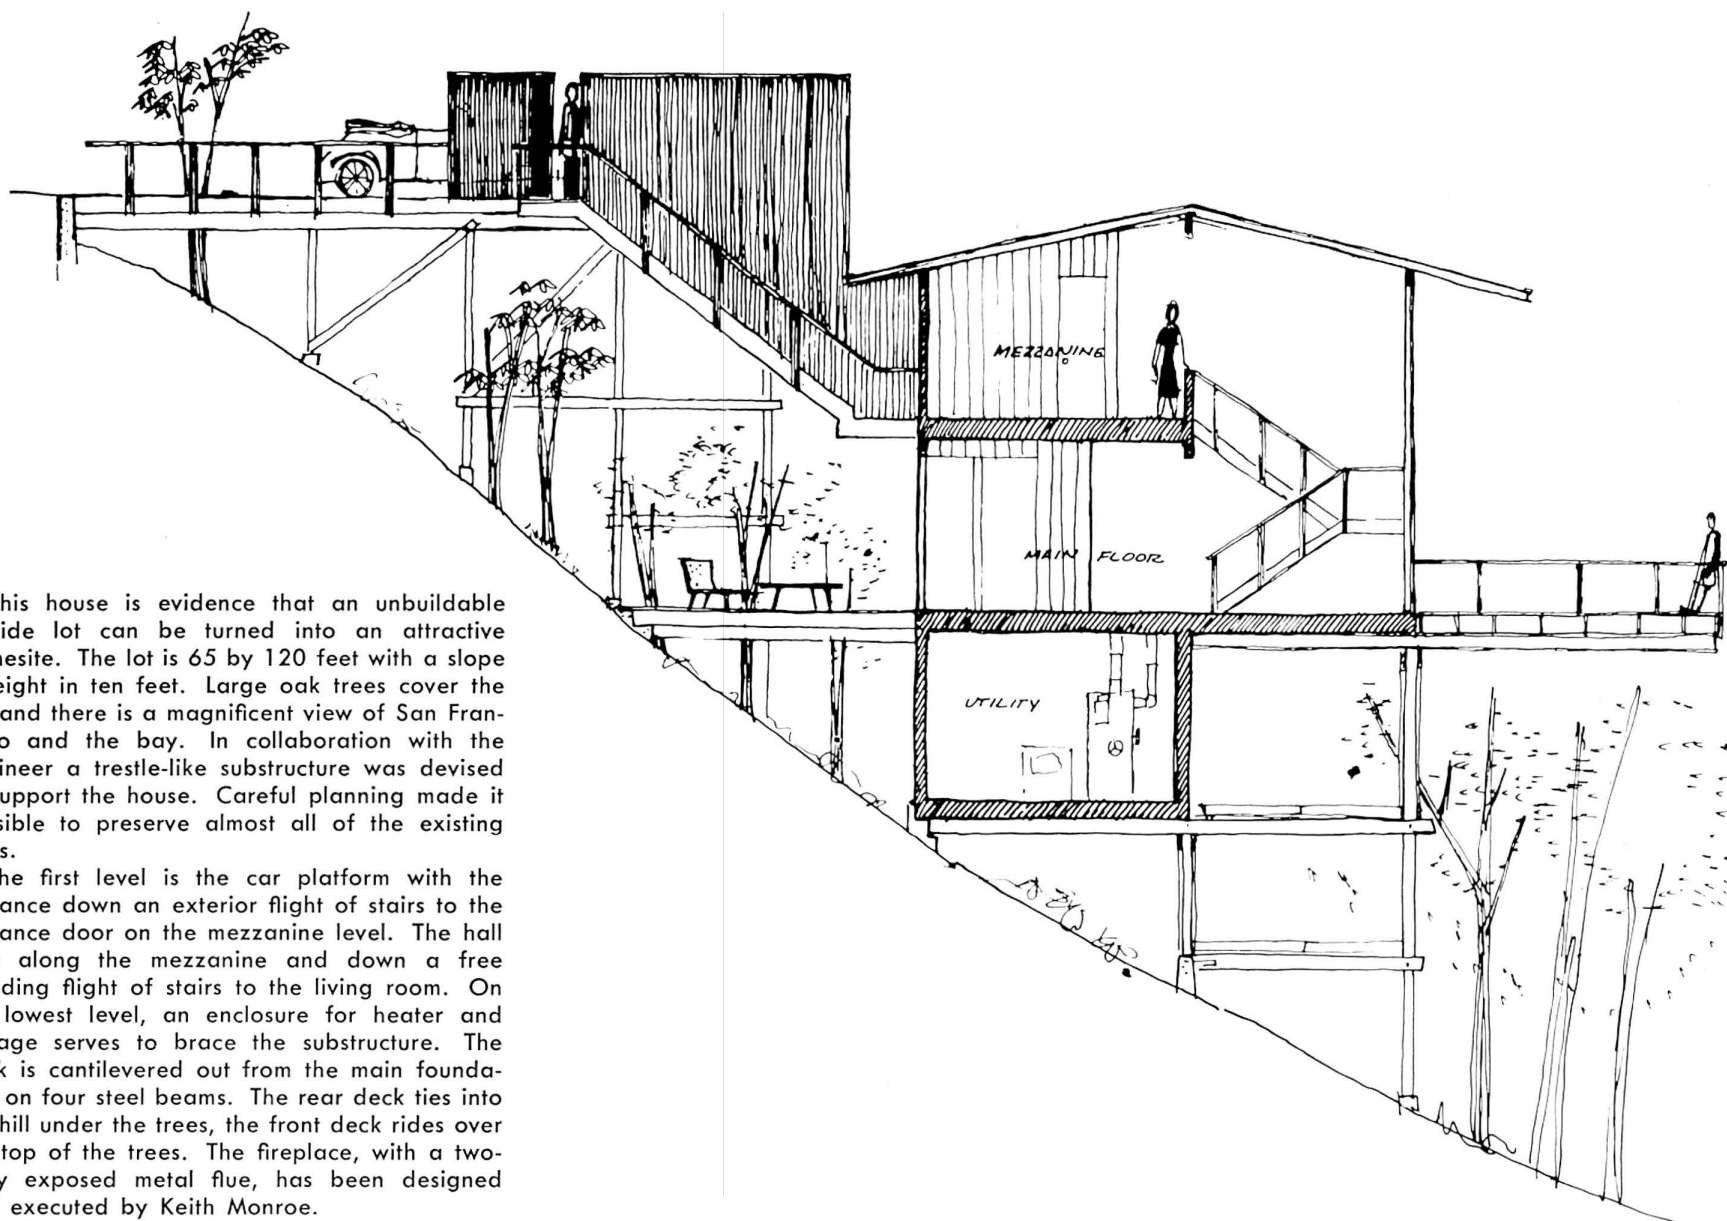 his house is evidence that an unbuildable
ide lot can be turned into an attractive
esite. The lot is 65 by 120 feet with a slope
eight in ten feet. Large oak trees cover the
and there is a magnificent view of San Fran-
o and the bay. In collaboration with the
ineer a trestle-like substructure was devised
upport the house. Careful planning made it
sible to preserve almost all of the existing
s.
he first level is the car platform with the
ance down an exterior flight of stairs to the
ance door on the mezzanine level. The hall
along the mezzanine and down a free
ding flight of stairs to the living room. On
lowest level, an enclosure for heater and
age serves to brace the substructure. The
k is cantilevered out from the main founda-
on four steel beams. The rear deck ties into
hill under the trees, the front deck rides over
top of the trees. The fireplace, with a two-
y exposed metal flue, has been designed
executed by Keith Monroe.
MEZZANINE
MAIN FLOOR
UTILITY